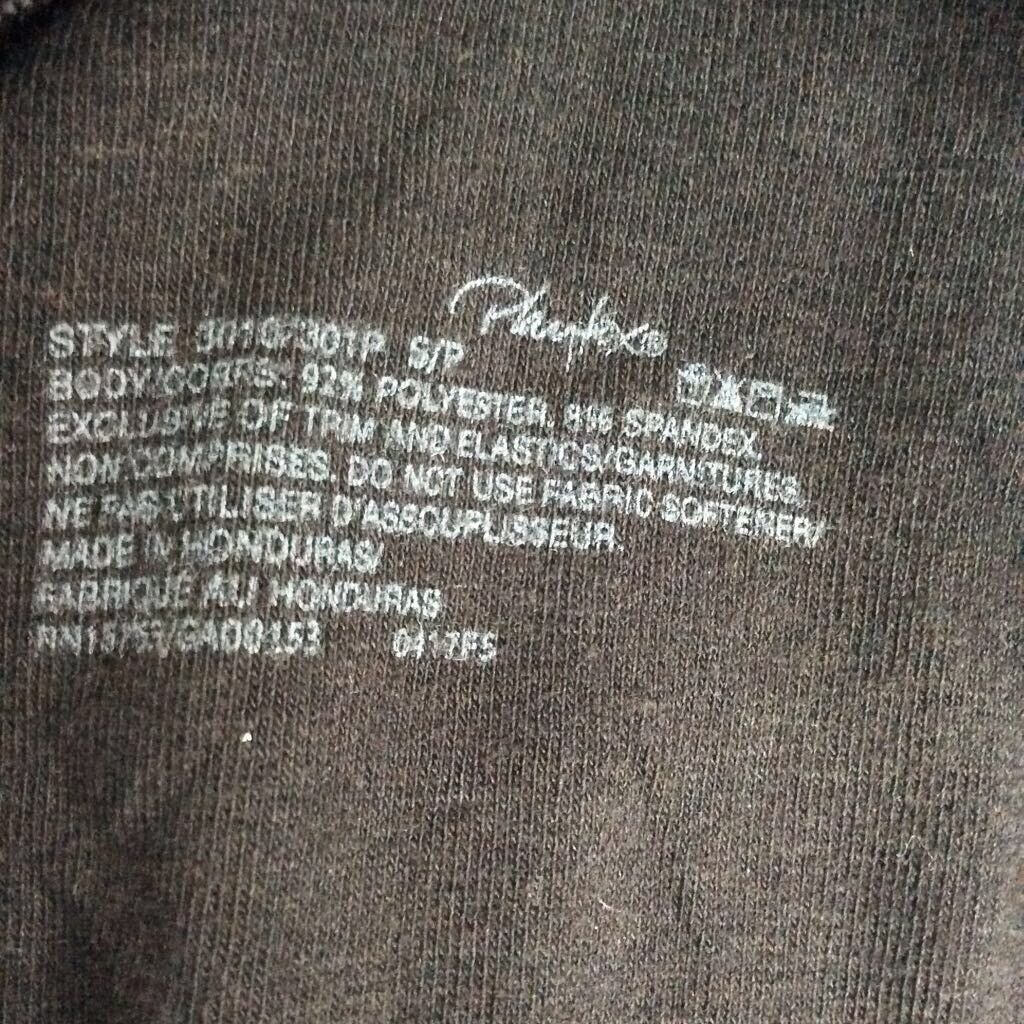 Playtex®
STYLE S/P
BODY/CORPS: 92% POLYESTER, SPANDEX,
EXCLUSIVE OF TRIM AND ELASTICS/GARNITURES
NON COMPRISES. DO NOT USE FABRIC SOFTENER/
NE PAS UTILISER D'ASSOUPLISSEUR.
MADE IN HONDURAS/
FABRIQUÉ AU HONDURAS